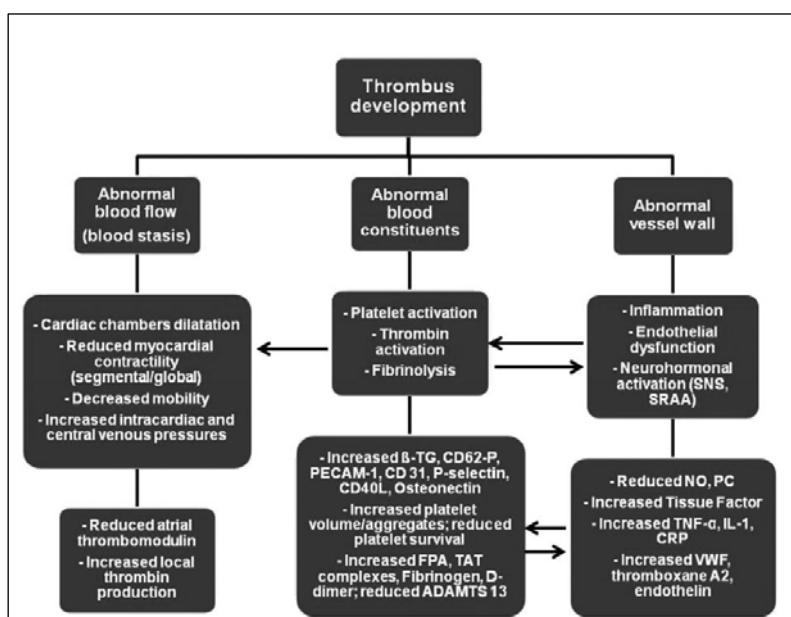 Thrombus
development
Abnormal
blood flow
(blood stasis)
Abnormal
blood
constituents
Abnormal
vessel wall
- Cardiac chambers dilatation
- Reduced myocardial
contractility
(segmental/global)
- Decreased mobility
- Increased intracardiac and
central venous pressures
- Platelet activation
- Thrombin
activation
- Fibrinolysis
- Inflammation
- Endothelial
dysfunction
- Neurohormonal
activation (SNS,
SRAA)
- Reduced atrial
thrombomodulin
- Increased local
thrombin
production
- Increased ß-TG, CD62-P,
PECAM-1, CD 31, P-selectin,
CD40L, Osteonectin
- Increased platelet
volume/aggregates; reduced
platelet survival
- Increased FPA, TAT
complexes, Fibrinogen, D-
dimer; reduced ADAMTS 13
- Reduced NO, PC
- Increased Tissue Factor
- Increased TNF-α, IL-1,
CRP
- Increased VWF,
thromboxane A2,
endothelin